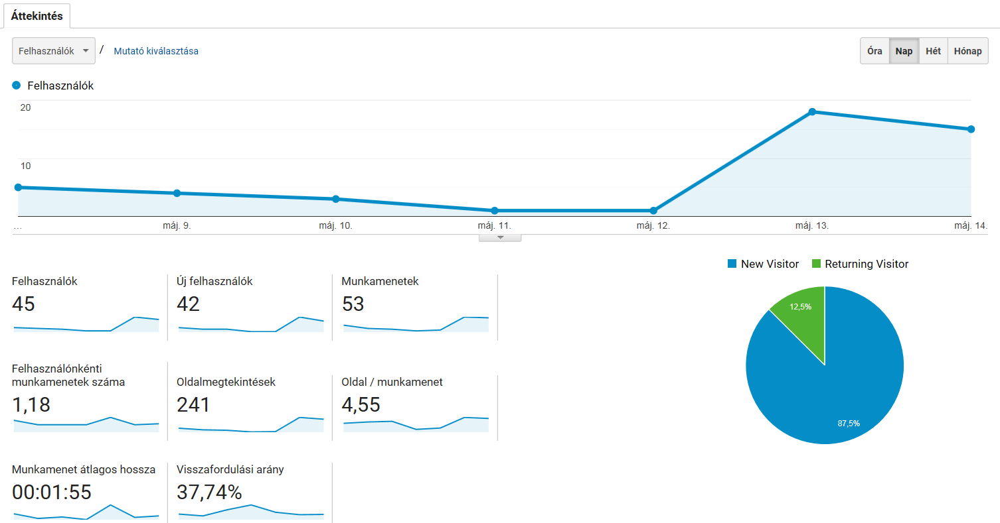 Áttekintés
Felhasználók / Mutató kiválasztása
Óra Nap Hét Hónap
Felhasználók
20
10
... máj. 9. máj. 10. máj. 11. máj. 12. máj. 13. máj. 14.
New Visitor Returning Visitor
Felhasználók
45
Új felhasználók
42
Munkamenetek
53
12,5%
87,5%
Felhasználónkénti
munkamenetek száma
1,18
Oldalmegtekintések
241
Oldal / munkamenet
4,55
Munkamenet átlagos hossza
00:01:55
Visszafordulási arány
37,74%